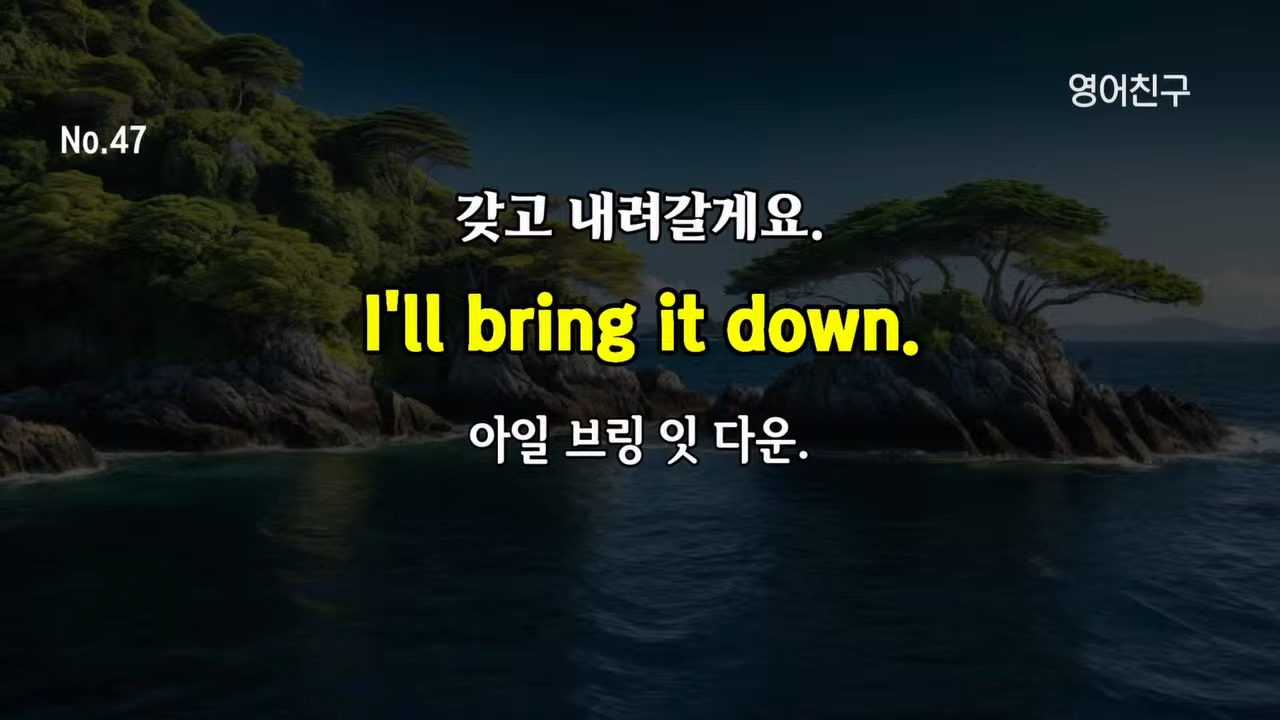 영어친구
No.47
갖고 내려갈게요.
I'll bring it down.
아일 브링 잇 다운.